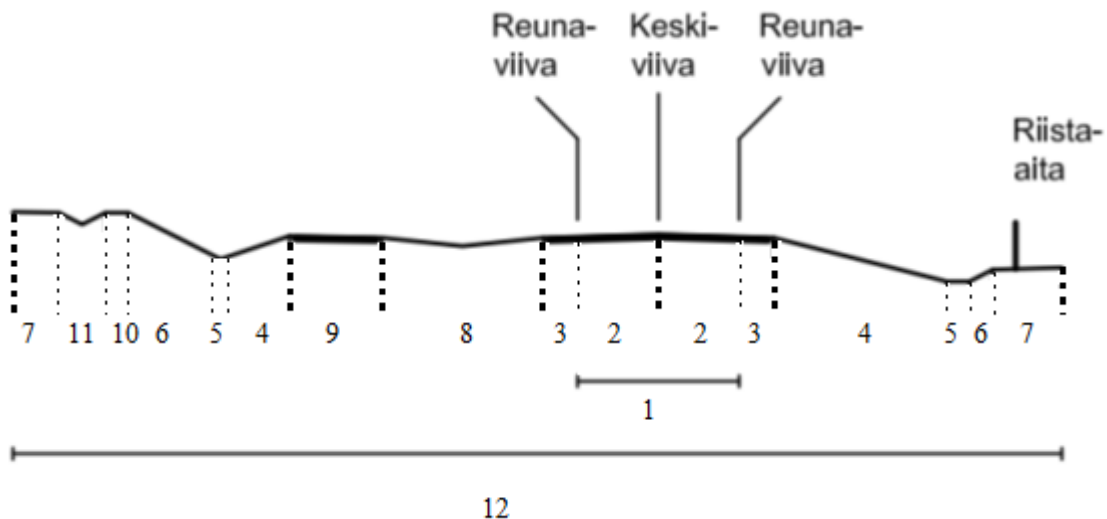 Reuna-
viiva
Keski-
viiva
Reuna-
viiva
Riista-
aita
7 11 10 6 5 4 9 8 3 2 2 3 4 5 6 7
1
12